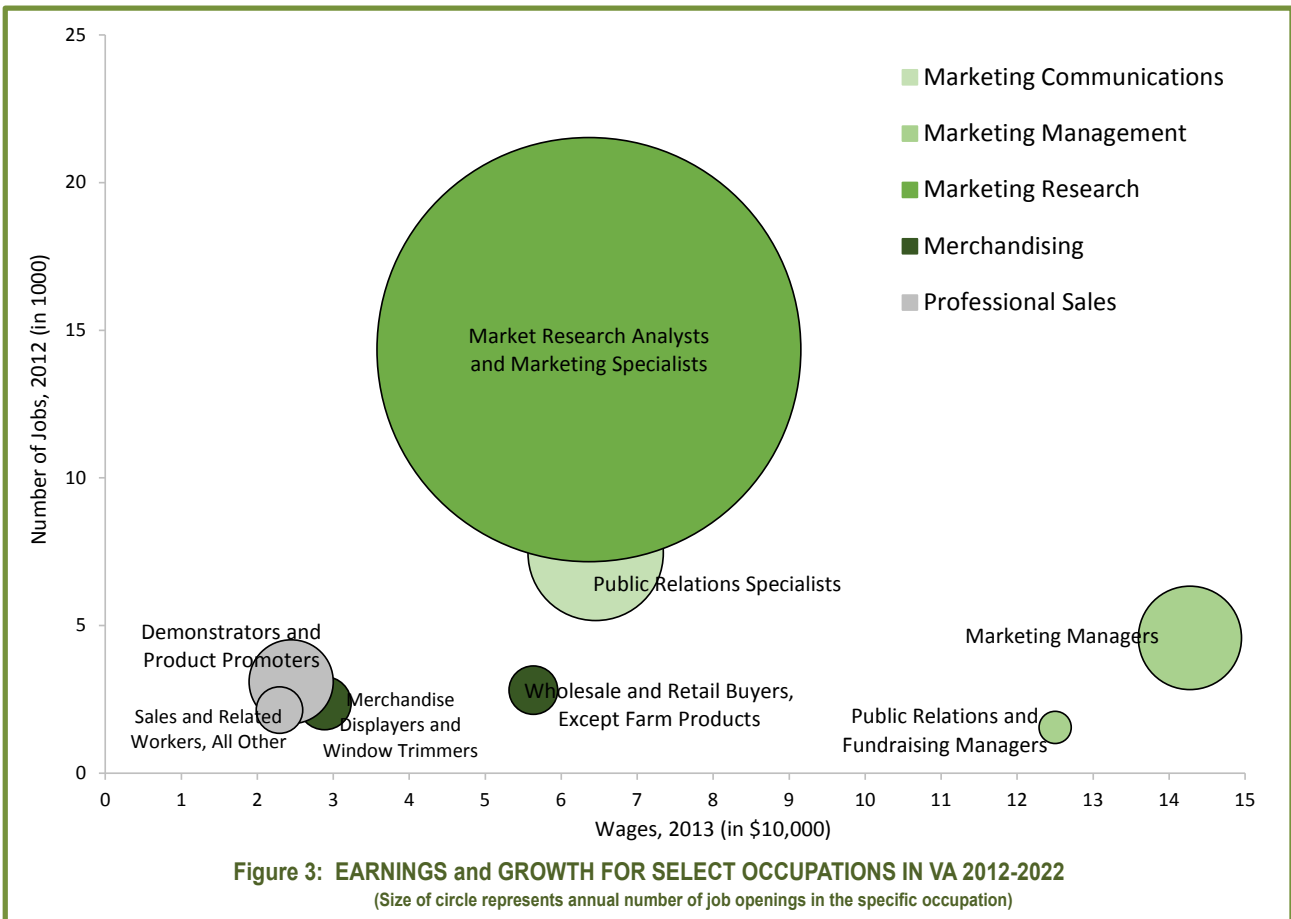 25
20
15
10
5
0
Number of Jobs, 2012 (in 1000)
Marketing Communications
Marketing Management
Marketing Research
Merchandising
Professional Sales
Market Research Analysts
and Marketing Specialists
Public Relations Specialists
Demonstrators and
Product Promoters
Sales and Related
Workers, All Other
Merchandise
Displayers and
Window Trimmers
Wholesale and Retail Buyers,
Except Farm Products
Marketing Managers
Public Relations and
Fundraising Managers
0 1 2 3 4 5 6 7 8 9 10 11 12 13 14 15
Wages, 2013 (in $10,000)
Figure 3: EARNINGS and GROWTH FOR SELECT OCCUPATIONS IN VA 2012-2022
(Size of circle represents annual number of job openings in the specific occupation)